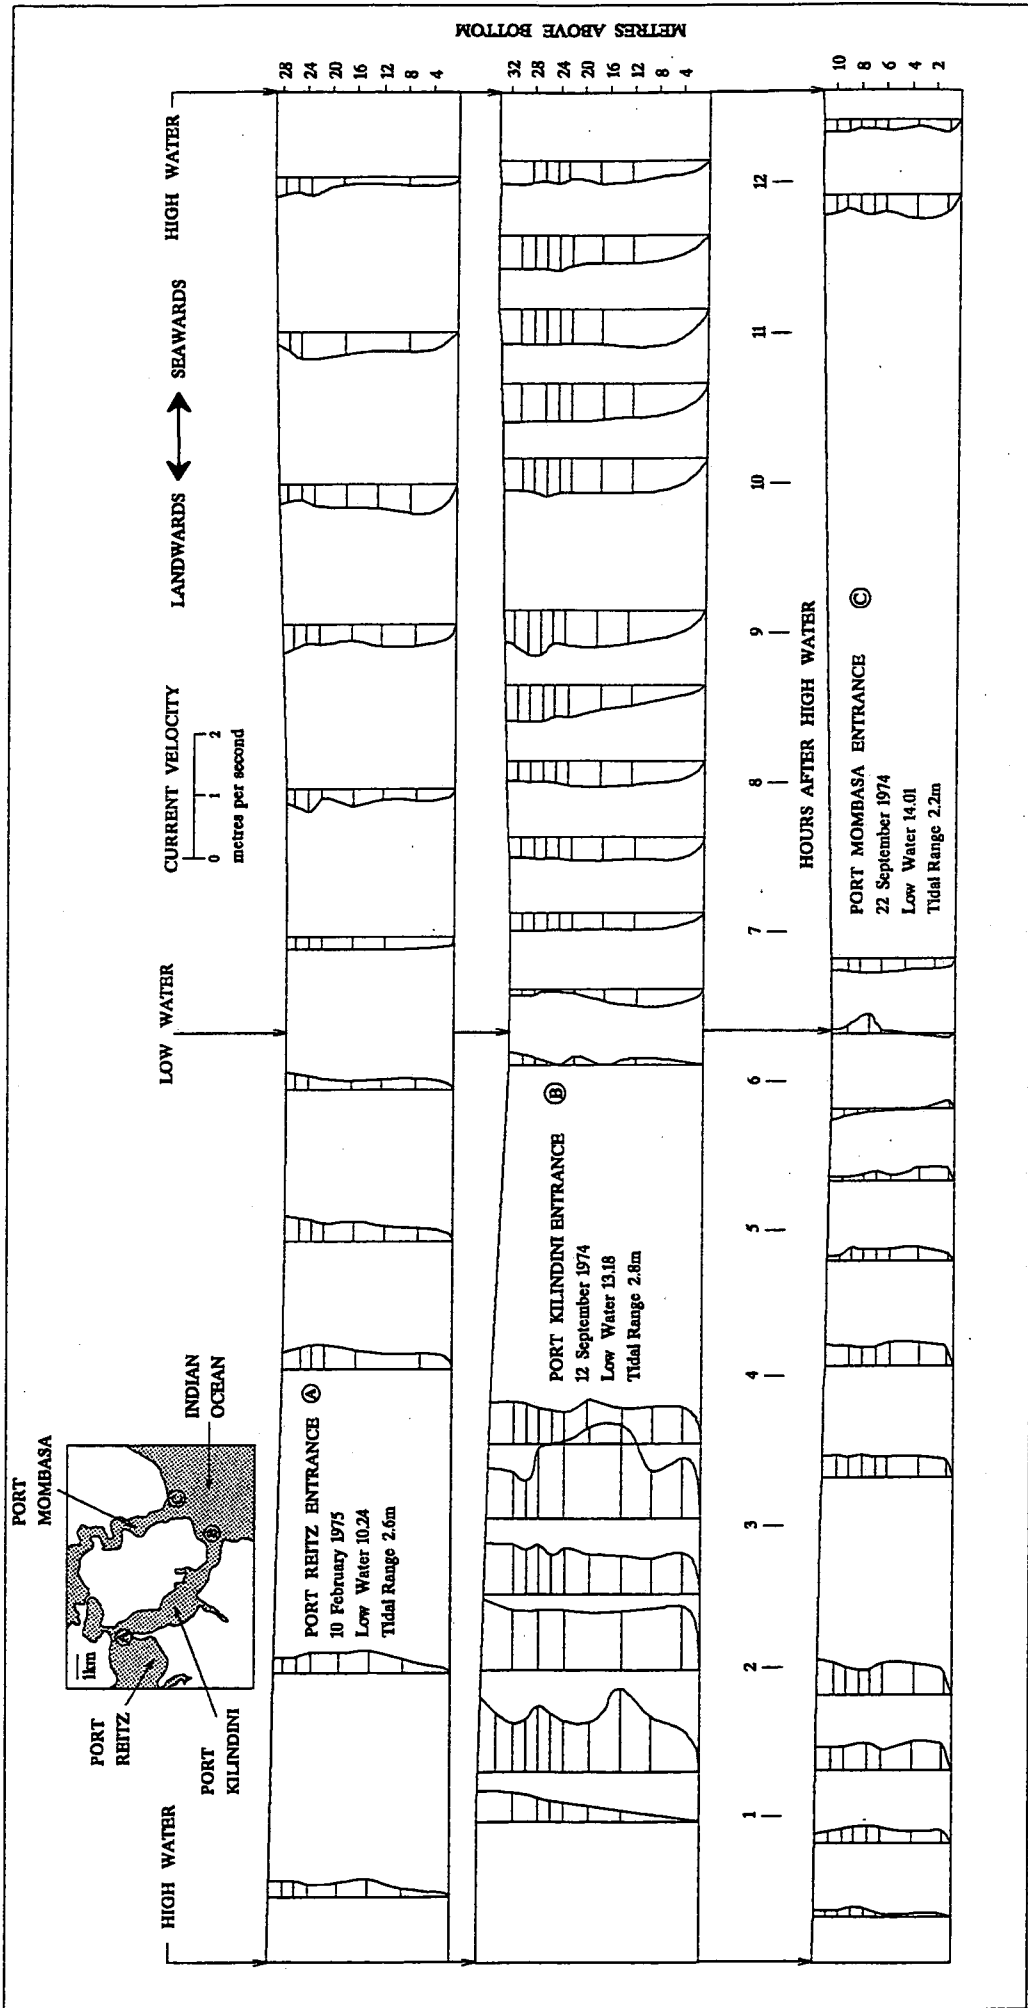 HIGH WATER
LOW WATER
HIGH WATER
PORT
MOMBASA
PORT
REITZ
PORT
KILINDINI
INDIAN
OCEAN
1km
A
B
C
CURRENT VELOCITY
0 1 2
metres per second
LANDWARDS
SEAWARDS
METRES ABOVE BOTTOM
28
24
20
16
12
8
4
PORT REITZ ENTRANCE A
10 February 1975
Low Water 10.24
Tidal Range 2.6m
32
28
24
20
16
12
8
4
PORT KILINDINI ENTRANCE B
12 September 1974
Low Water 13.18
Tidal Range 2.8m
1 2 3 4 5 6 7 8 9 10 11 12
HOURS AFTER HIGH WATER
10
8
6
4
2
PORT MOMBASA ENTRANCE C
22 September 1974
Low Water 14.01
Tidal Range 2.2m